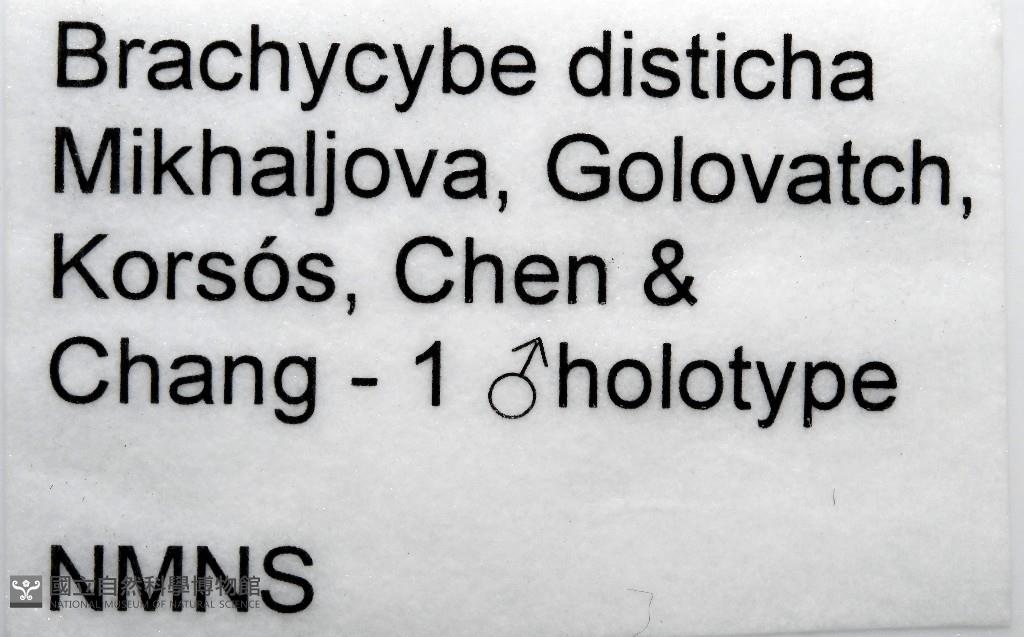 Brachycybe disticha
Mikhaljova, Golovatch,
Korsós, Chen &
Chang - 1 ♂holotype
NMNS
國立自然科學博物館
NATIONAL MUSEUM OF NATURAL SCIENCE